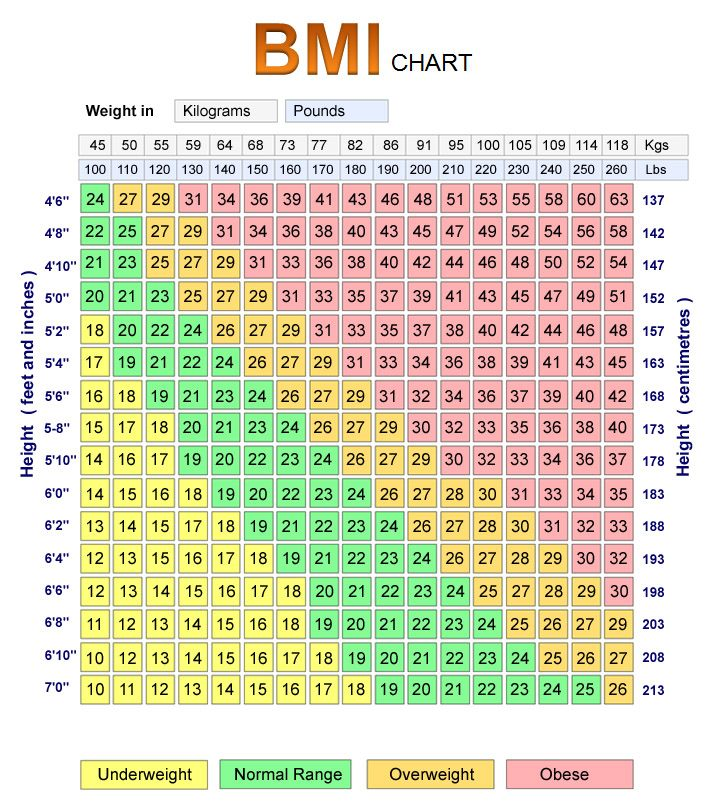 BMI CHART
Weight in Kilograms Pounds
45 50 55 59 64 68 73 77 82 86 91 95 100 105 109 114 118 Kgs
100 110 120 130 140 150 160 170 180 190 200 210 220 230 240 250 260 Lbs
4'6" 24 27 29 31 34 36 39 41 43 46 48 51 53 55 58 60 63 137
4'8" 22 25 27 29 31 34 36 38 40 43 45 47 49 52 54 56 58 142
4'10" 21 23 25 27 29 31 33 36 38 40 42 44 46 48 50 52 54 147
5'0" 20 21 23 25 27 29 31 33 35 37 39 41 43 45 47 49 51 152
5'2" 18 20 22 24 26 27 29 31 33 35 37 38 40 42 44 46 48 157
5'4" 17 19 21 22 24 26 27 29 31 33 34 36 38 39 41 43 45 163
5'6" 16 18 19 21 23 24 26 27 29 31 32 34 36 37 39 40 42 168
5-8" 15 17 18 20 21 23 24 26 27 29 30 32 33 35 36 38 40 173
5'10" 14 16 17 19 20 22 23 24 26 27 29 30 32 33 34 36 37 178
6'0" 14 15 16 18 19 20 22 23 24 26 27 28 30 31 33 34 35 183
6'2" 13 14 15 17 18 19 21 22 23 24 26 27 28 30 31 32 33 188
6'4" 12 13 15 16 17 18 19 21 22 23 24 26 27 28 29 30 32 193
6'6" 12 13 14 15 16 17 18 20 21 22 23 24 25 27 28 29 30 198
6'8" 11 12 13 14 15 16 18 19 20 21 22 23 24 25 26 27 29 203
6'10" 10 12 13 14 15 16 17 18 19 20 21 22 23 24 25 26 27 208
7'0" 10 11 12 13 14 15 16 17 18 19 20 21 22 23 24 25 26 213
Height ( feet and inches )
Height ( centimetres )
Underweight Normal Range Overweight Obese